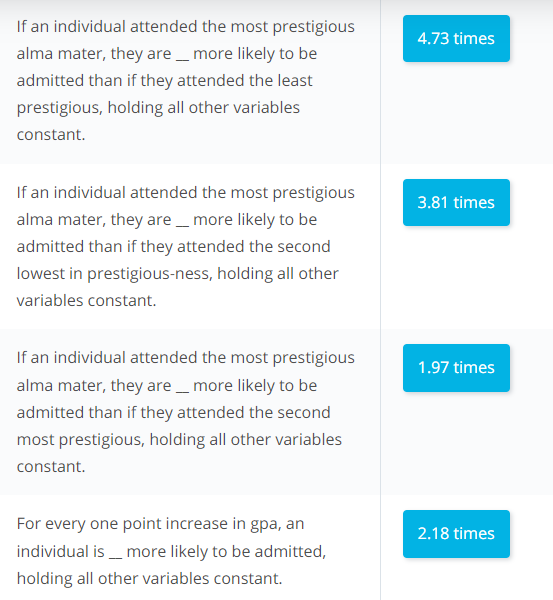 If an individual attended the most prestigious
alma mater, they are __ more likely to be
admitted than if they attended the least
prestigious, holding all other variables
constant.
4.73 times
If an individual attended the most prestigious
alma mater, they are __ more likely to be
admitted than if they attended the second
lowest in prestigious-ness, holding all other
variables constant.
3.81 times
If an individual attended the most prestigious
alma mater, they are __ more likely to be
admitted than if they attended the second
most prestigious, holding all other variables
constant.
1.97 times
For every one point increase in gpa, an
individual is __ more likely to be admitted,
holding all other variables constant.
2.18 times